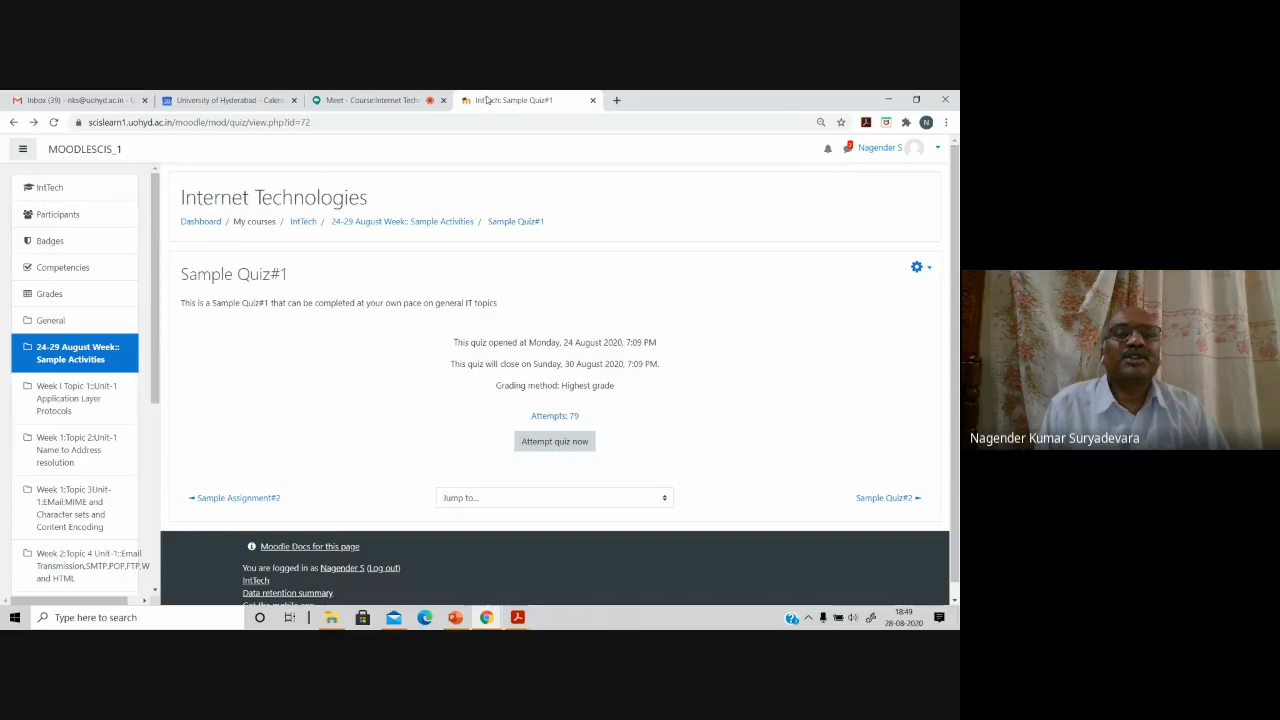 Inbox (39) - nks@uohyd.ac.in - U
University of Hyderabad - Calen
Meet - Course:Internet Techn
IntTech: Sample Quiz#1
scislearn1.uohyd.ac.in/moodle/mod/quiz/view.php?id=72
N
MOODLESCIS_1
Nagender S
IntTech
Participants
Badges
Competencies
Grades
General
24-29 August Week::
Sample Activities
Week I Topic 1::Unit-1
Application Layer
Protocols
Week 1:Topic 2:Unit-1
Name to Address
resolution
Week 1:Topic 3Unit-
1:EMail:MIME and
Character sets and
Content Encoding
Week 2:Topic 4 Unit-1::Email
Transmission,SMTP,POP,FTP,W
and HTML
Internet Technologies
Dashboard / My courses / IntTech / 24-29 August Week:: Sample Activities / Sample Quiz#1
Sample Quiz#1
This is a Sample Quiz#1 that can be completed at your own pace on general IT topics
This quiz opened at Monday, 24 August 2020, 7:09 PM
This quiz will close on Sunday, 30 August 2020, 7:09 PM.
Grading method: Highest grade
Attempts: 79
Attempt quiz now
◄ Sample Assignment#2
Jump to...
Sample Quiz#2 ►
Moodle Docs for this page
You are logged in as Nagender S (Log out)
IntTech
Data retention summary
Get the mobile app
Type here to search
18:49
28-08-2020
Nagender Kumar Suryadevara